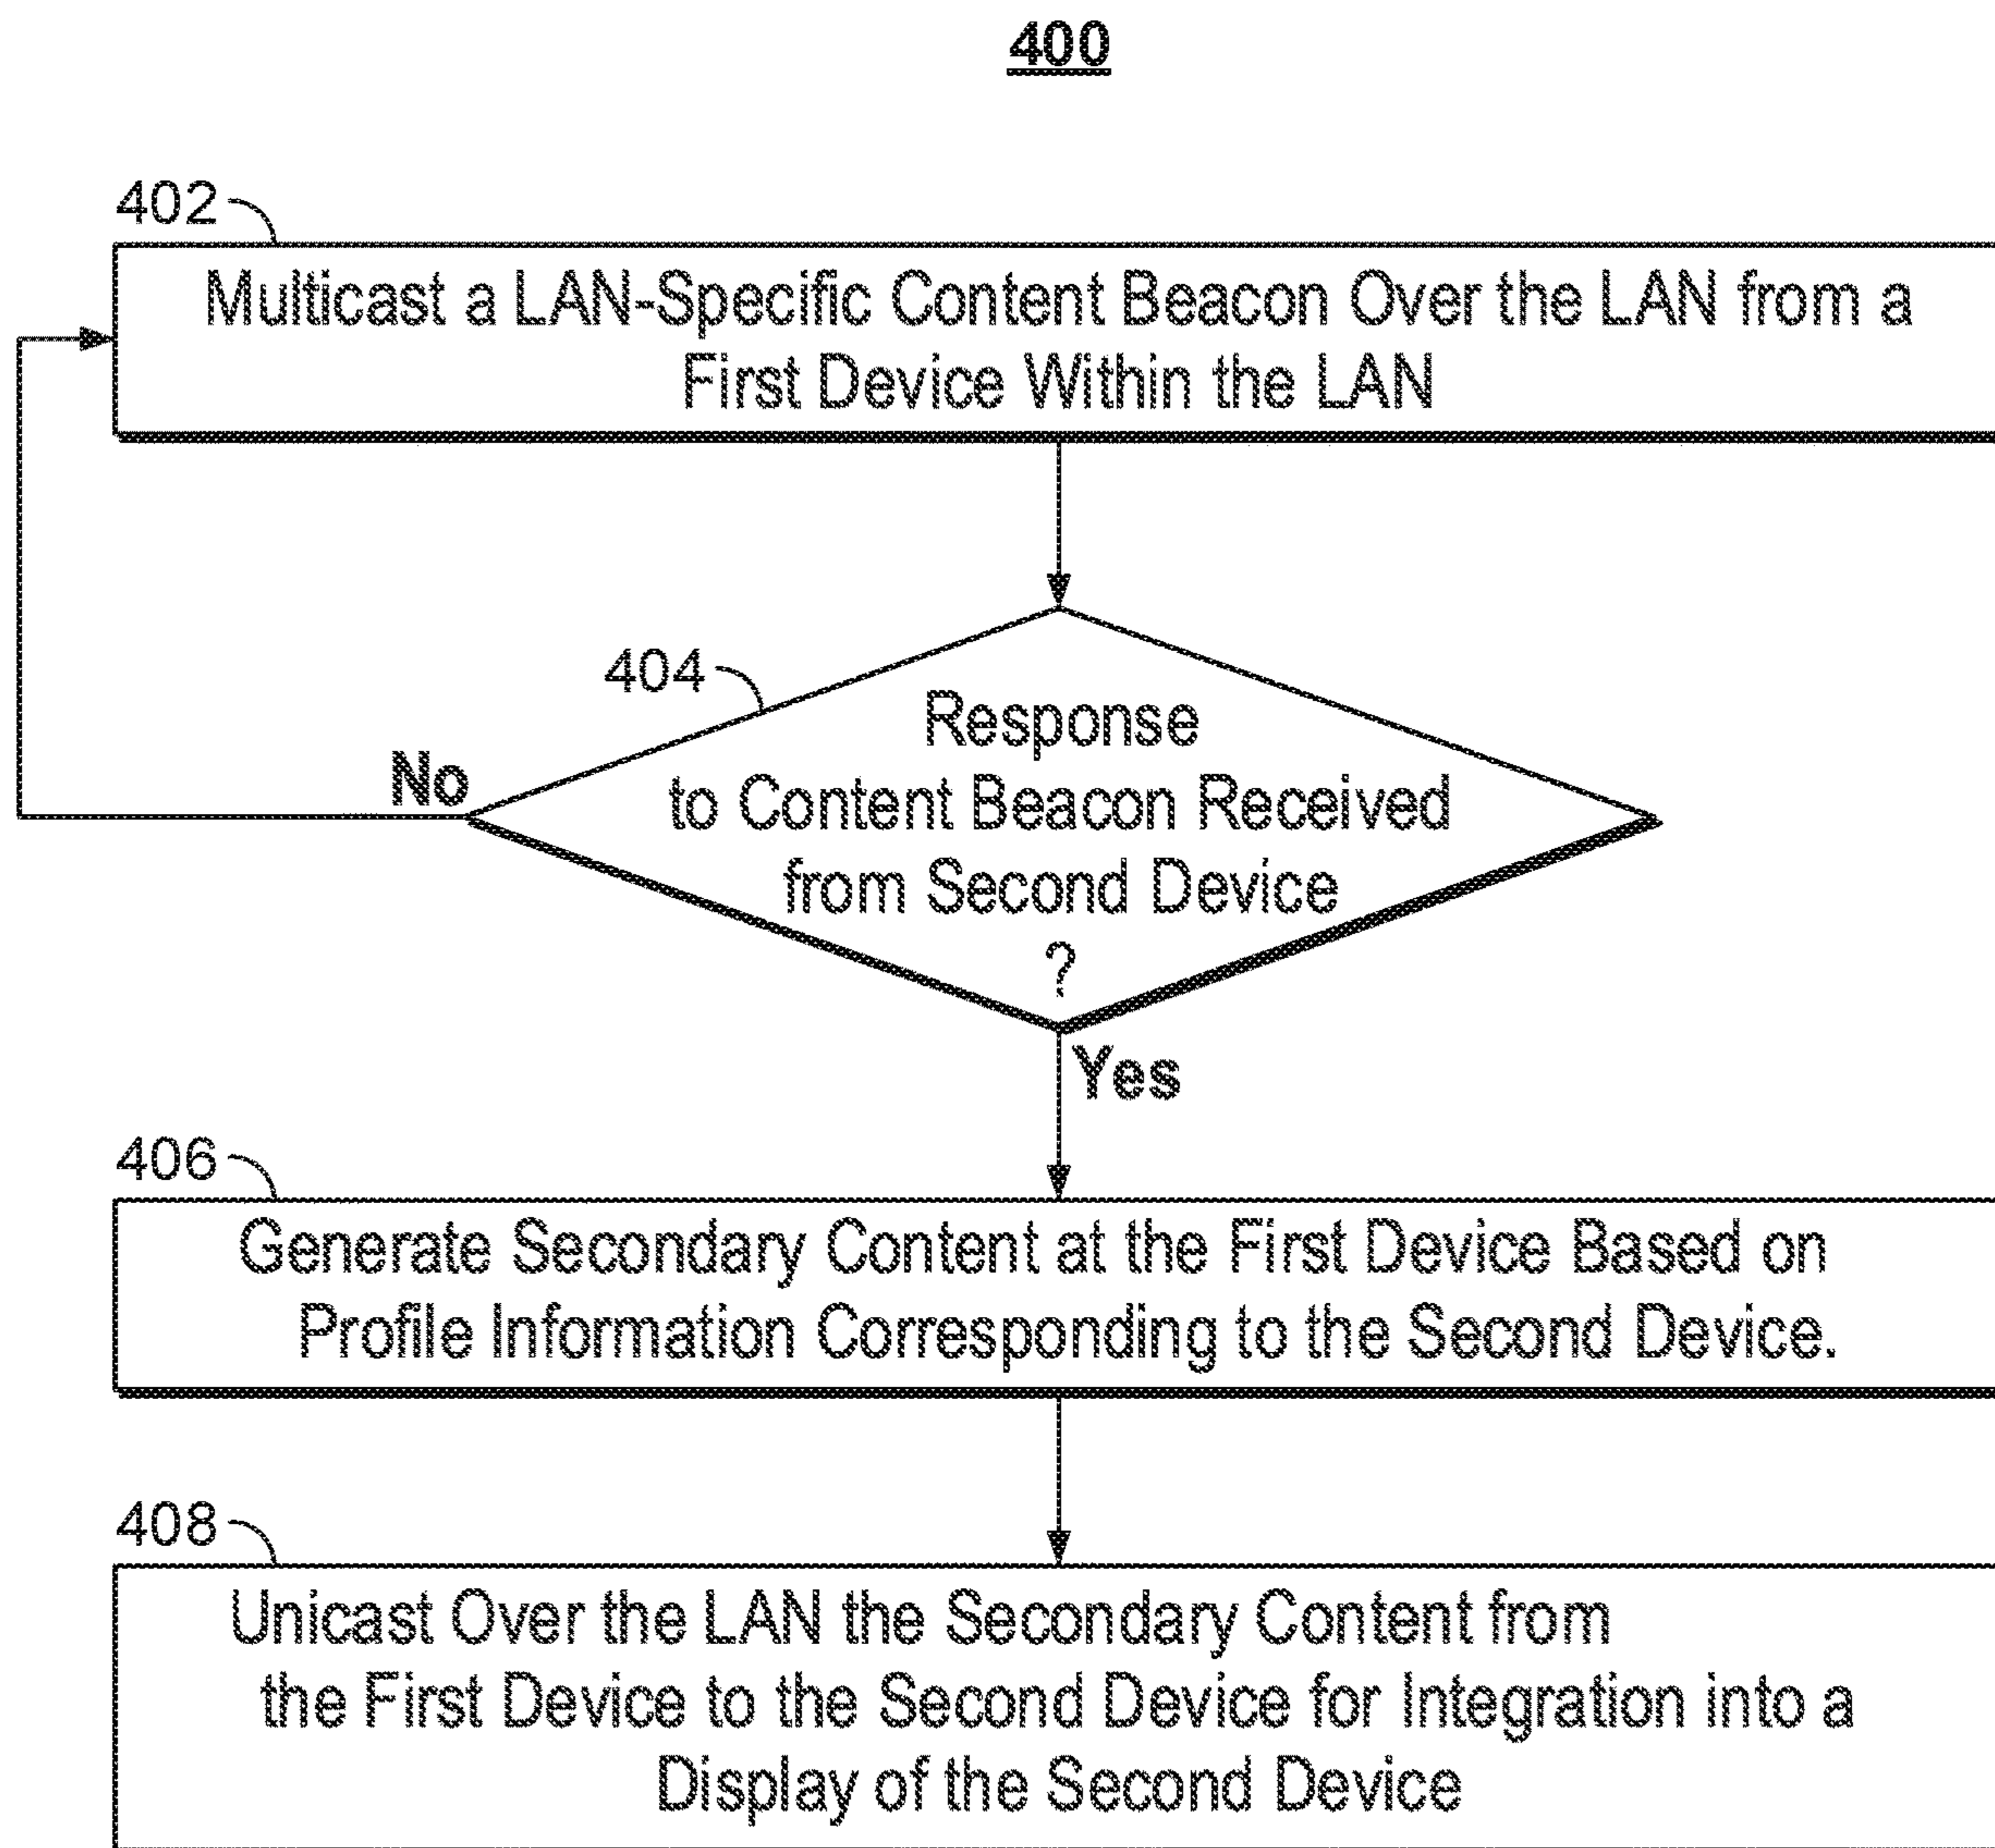 400
402
Multicast a LAN-Specific Content Beacon Over the LAN from a
First Device Within the LAN
404
Response
to Content Beacon Received
from Second Device
?
No
Yes
406
Generate Secondary Content at the First Device Based on
Profile Information Corresponding to the Second Device.
408
Unicast Over the LAN the Secondary Content from
the First Device to the Second Device for Integration into a
Display of the Second Device